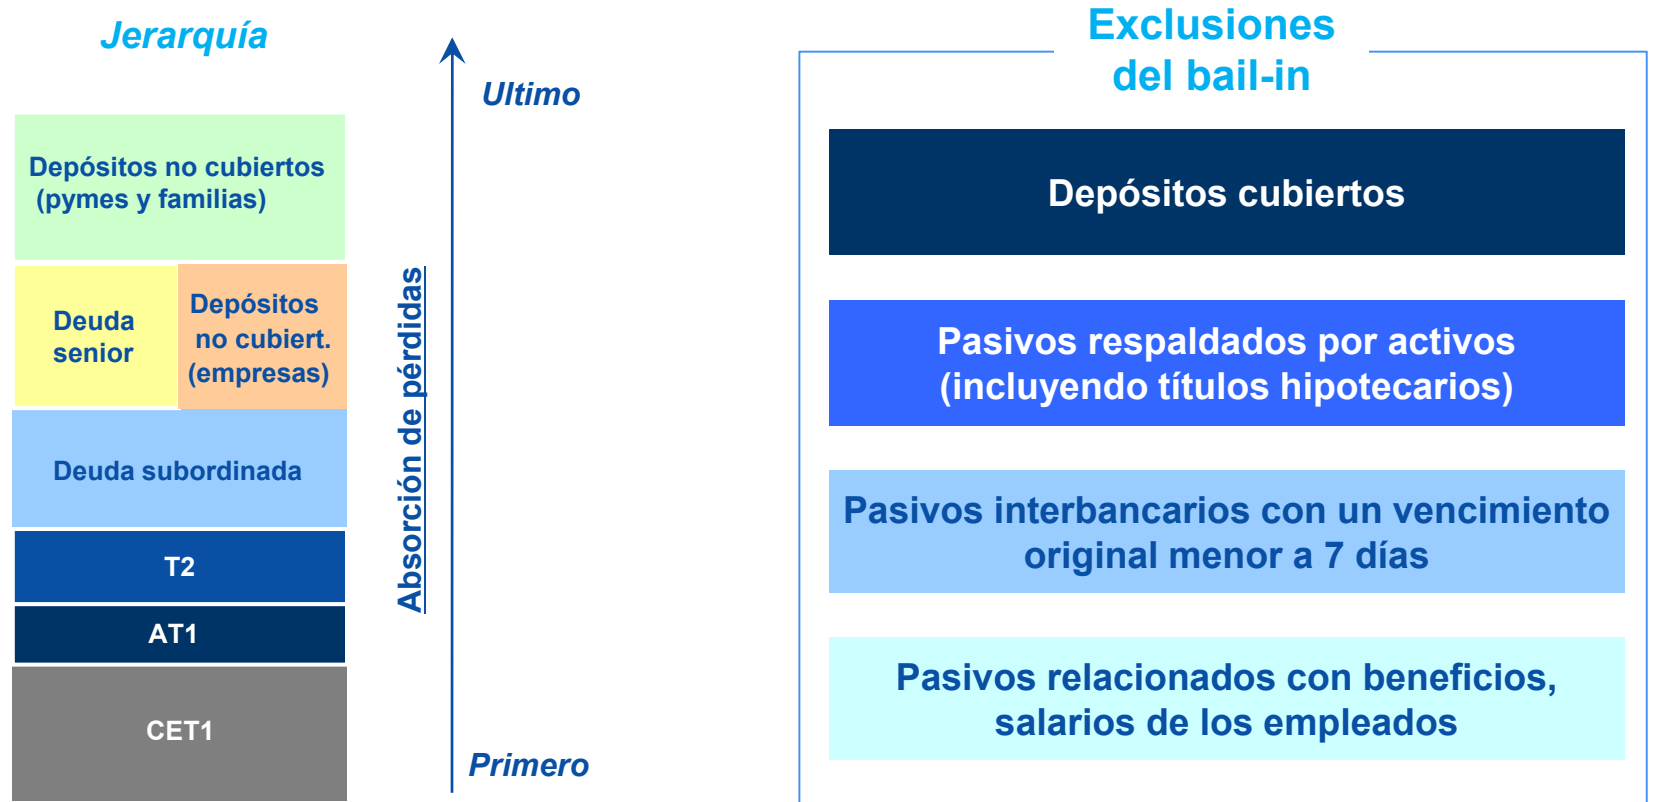 Jerarquía
Ultimo
Depósitos no cubiertos
(pymes y familias)
Deuda
senior
Depósitos
no cubiert.
(empresas)
Deuda subordinada
T2
AT1
CET1
Absorción de pérdidas
Primero
Exclusiones
del bail-in
Depósitos cubiertos
Pasivos respaldados por activos
(incluyendo títulos hipotecarios)
Pasivos interbancarios con un vencimiento
original menor a 7 días
Pasivos relacionados con beneficios,
salarios de los empleados